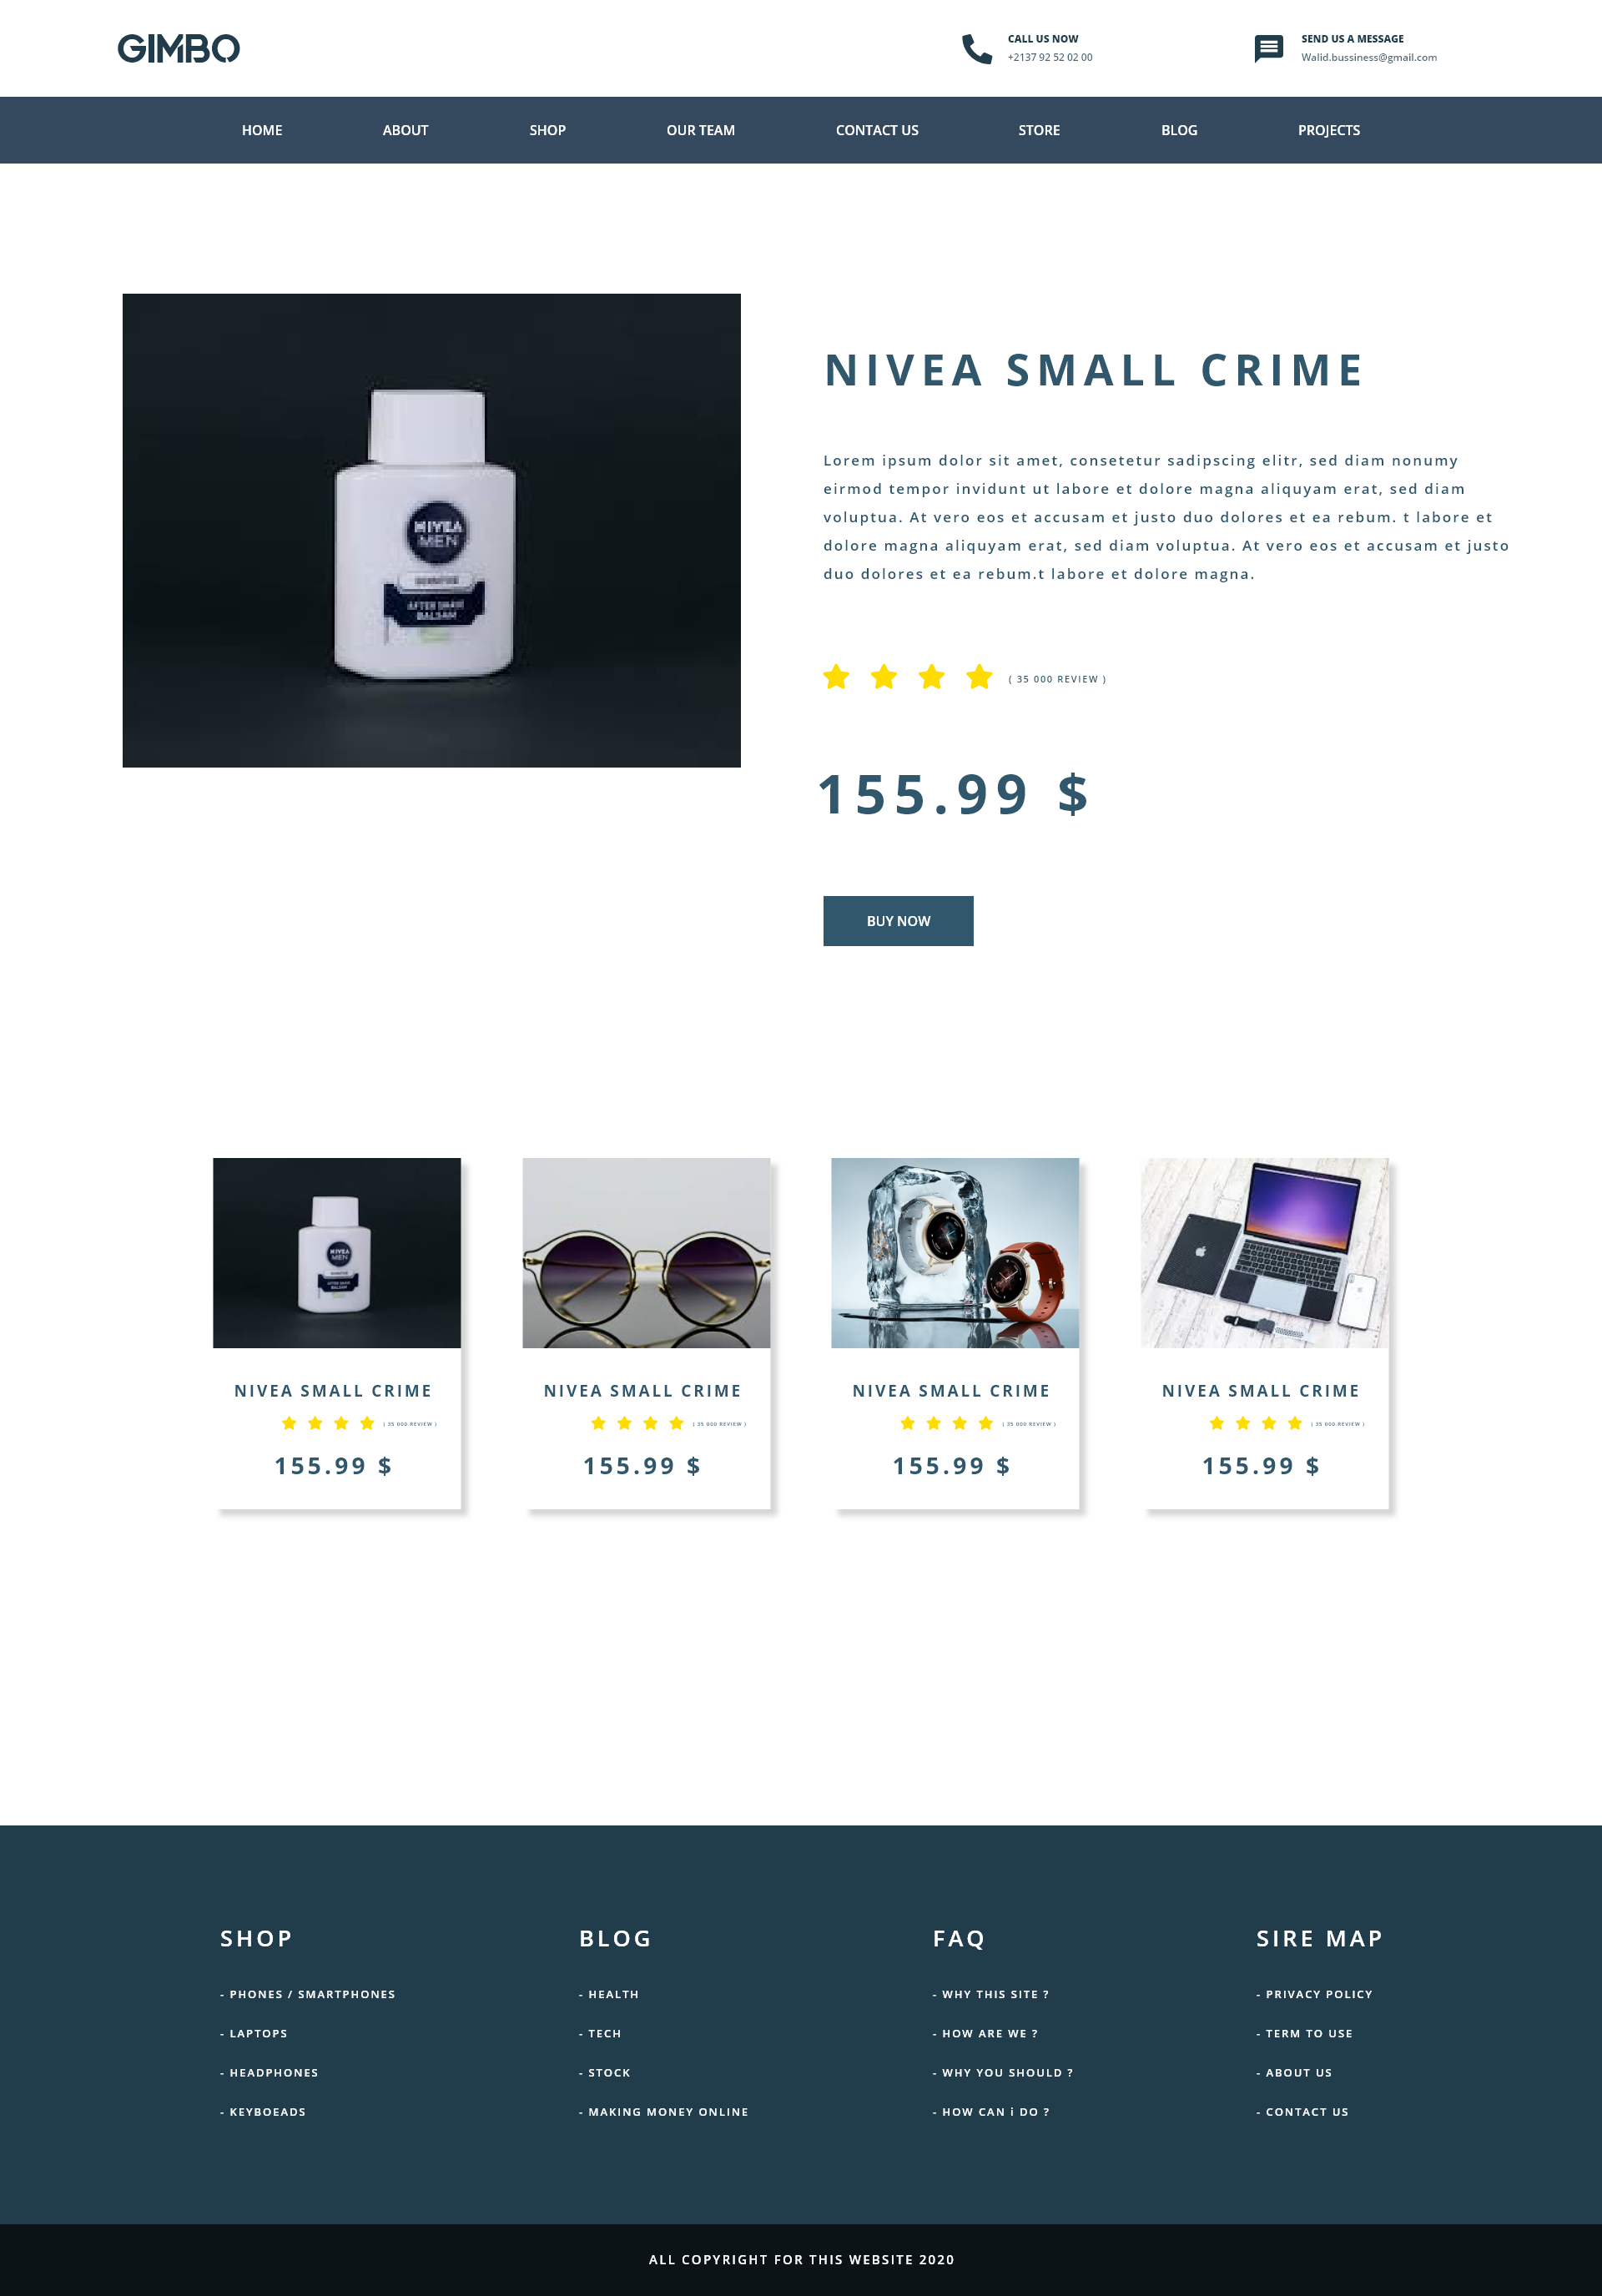 GIMBO
CALL US NOW
+2137 92 52 02 00
SEND US A MESSAGE
Walid.bussiness@gmail.com
HOME ABOUT SHOP OUR TEAM CONTACT US STORE BLOG PROJECTS
NIVEA SMALL CRIME
Lorem ipsum dolor sit amet, consetetur sadipscing elitr, sed diam nonumy
eirmod tempor invidunt ut labore et dolore magna aliquyam erat, sed diam
voluptua. At vero eos et accusam et justo duo dolores et ea rebum. t labore et
dolore magna aliquyam erat, sed diam voluptua. At vero eos et accusam et justo
duo dolores et ea rebum.t labore et dolore magna.
( 35 000 REVIEW )
155.99 $
BUY NOW
NIVEA
MEN
SENSITIVE
AFTER SHAVE
BALSAM
NIVEA
MEN
SENSITIVE
AFTER SHAVE
BALSAM
NIVEA SMALL CRIME
( 35 000 REVIEW )
155.99 $
NIVEA SMALL CRIME
( 35 000 REVIEW )
155.99 $
NIVEA SMALL CRIME
( 35 000 REVIEW )
155.99 $
NIVEA SMALL CRIME
( 35 000 REVIEW )
155.99 $
SHOP
- PHONES / SMARTPHONES
- LAPTOPS
- HEADPHONES
- KEYBOEADS
BLOG
- HEALTH
- TECH
- STOCK
- MAKING MONEY ONLINE
FAQ
- WHY THIS SITE ?
- HOW ARE WE ?
- WHY YOU SHOULD ?
- HOW CAN i DO ?
SIRE MAP
- PRIVACY POLICY
- TERM TO USE
- ABOUT US
- CONTACT US
ALL COPYRIGHT FOR THIS WEBSITE 2020